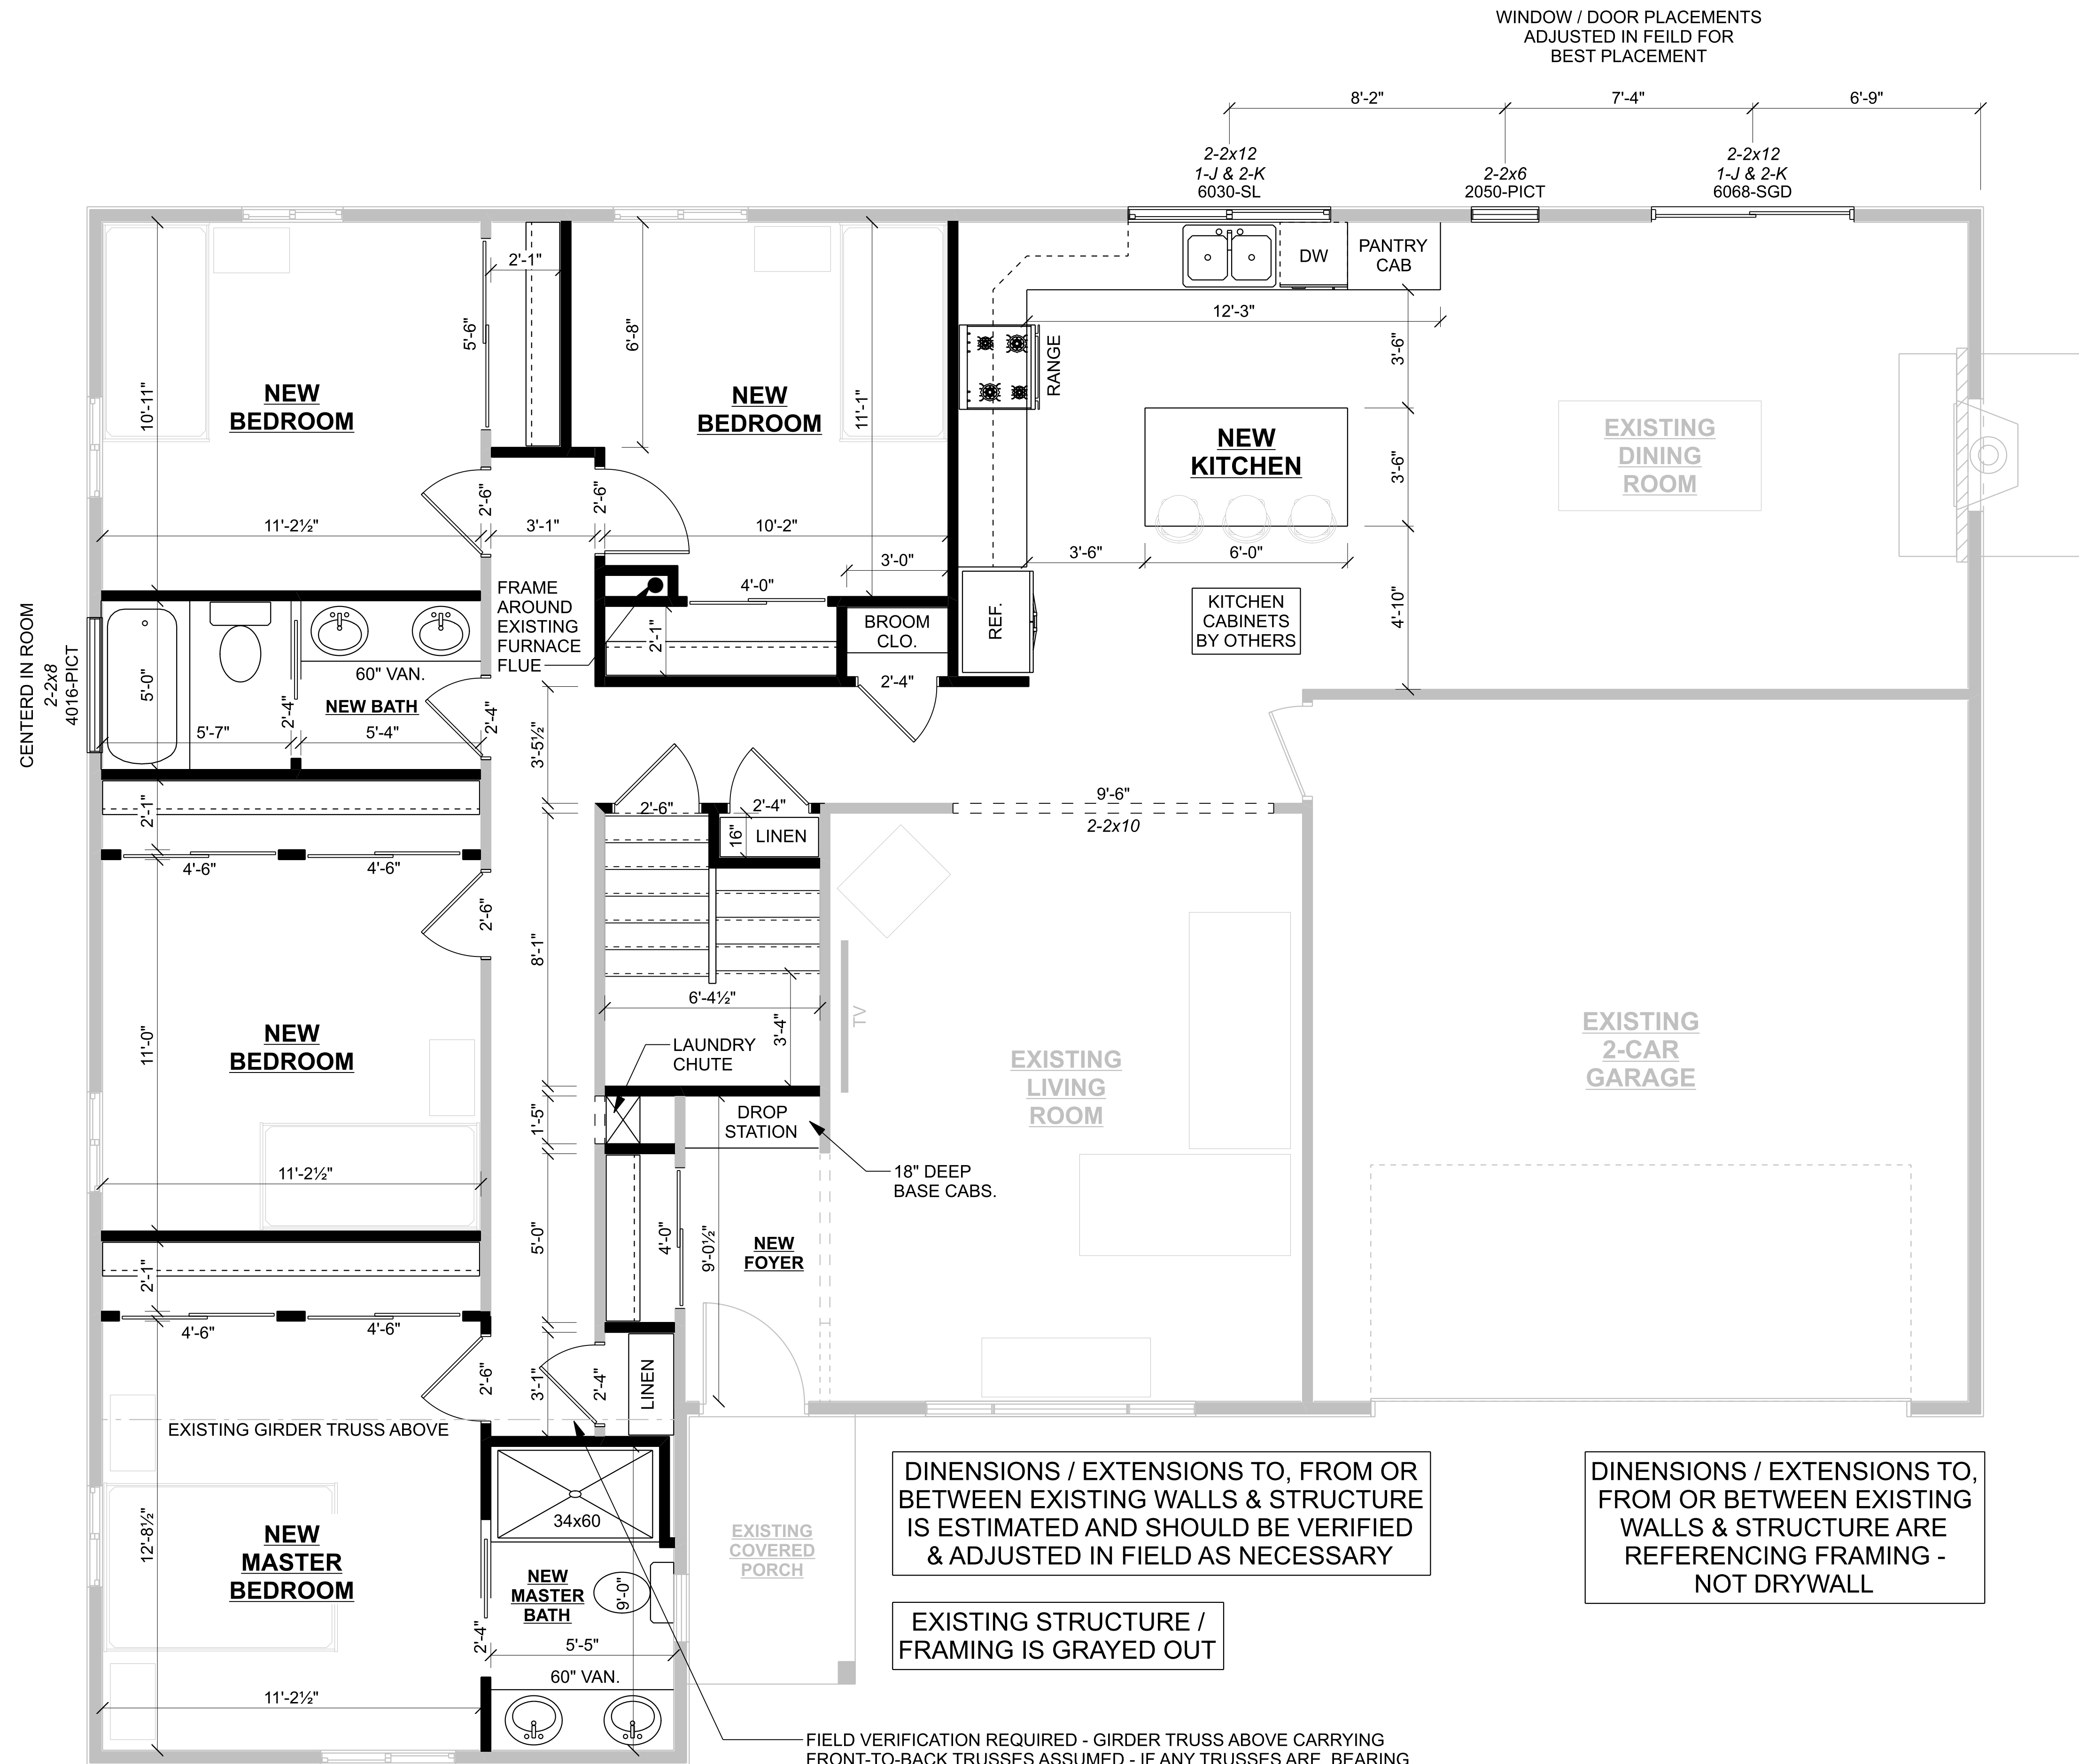 WINDOW / DOOR PLACEMENTS
ADJUSTED IN FEILD FOR
BEST PLACEMENT
8'-2"
7'-4"
6'-9"
2-2x12
1-J & 2-K
6030-SL
2-2x6
2050-PICT
2-2x12
1-J & 2-K
6068-SGD
2'-1"
5'-6"
6'-8"
10'-11"
11'-1"
NEW
BEDROOM
NEW
BEDROOM
DW
PANTRY
CAB
12'-3"
RANGE
3'-6"
NEW
KITCHEN
3'-6"
EXISTING
DINING
ROOM
2'-6"
2'-6"
11'-2½"
3'-1"
10'-2"
3'-0"
4'-0"
3'-6"
6'-0"
4'-10"
FRAME
AROUND
EXISTING
FURNACE
FLUE
2'-1"
BROOM
CLO.
2'-4"
REF.
KITCHEN
CABINETS
BY OTHERS
CENTERD IN ROOM
2-2x8
4016-PICT
5'-0"
60" VAN.
NEW BATH
2'-4"
2'-4"
5'-7"
5'-4"
3'-5½"
2'-1"
4'-6"
4'-6"
2'-6"
2'-4"
16"
LINEN
9'-6"
2-2x10
2'-6"
8'-1"
6'-4½"
3'-4"
TV
11'-0"
NEW
BEDROOM
LAUNDRY
CHUTE
EXISTING
LIVING
ROOM
EXISTING
2-CAR
GARAGE
1'-5"
DROP
STATION
18" DEEP
BASE CABS.
11'-2½"
5'-0"
4'-0"
9'-0½"
NEW
FOYER
2'-1"
4'-6"
4'-6"
2'-6"
3'-1"
2'-4"
LINEN
EXISTING GIRDER TRUSS ABOVE
12'-8½"
NEW
MASTER
BEDROOM
34x60
NEW
MASTER
BATH
9'-0"
2'-4"
5'-5"
60" VAN.
11'-2½"
EXISTING
COVERED
PORCH
DINENSIONS / EXTENSIONS TO, FROM OR
BETWEEN EXISTING WALLS & STRUCTURE
IS ESTIMATED AND SHOULD BE VERIFIED
& ADJUSTED IN FIELD AS NECESSARY
DINENSIONS / EXTENSIONS TO,
FROM OR BETWEEN EXISTING
WALLS & STRUCTURE ARE
REFERENCING FRAMING -
NOT DRYWALL
EXISTING STRUCTURE /
FRAMING IS GRAYED OUT
FIELD VERIFICATION REQUIRED - GIRDER TRUSS ABOVE CARRYING
FRONT-TO-BACK TRUSSES ASSUMED - IF ANY TRUSSES ARE BEARING